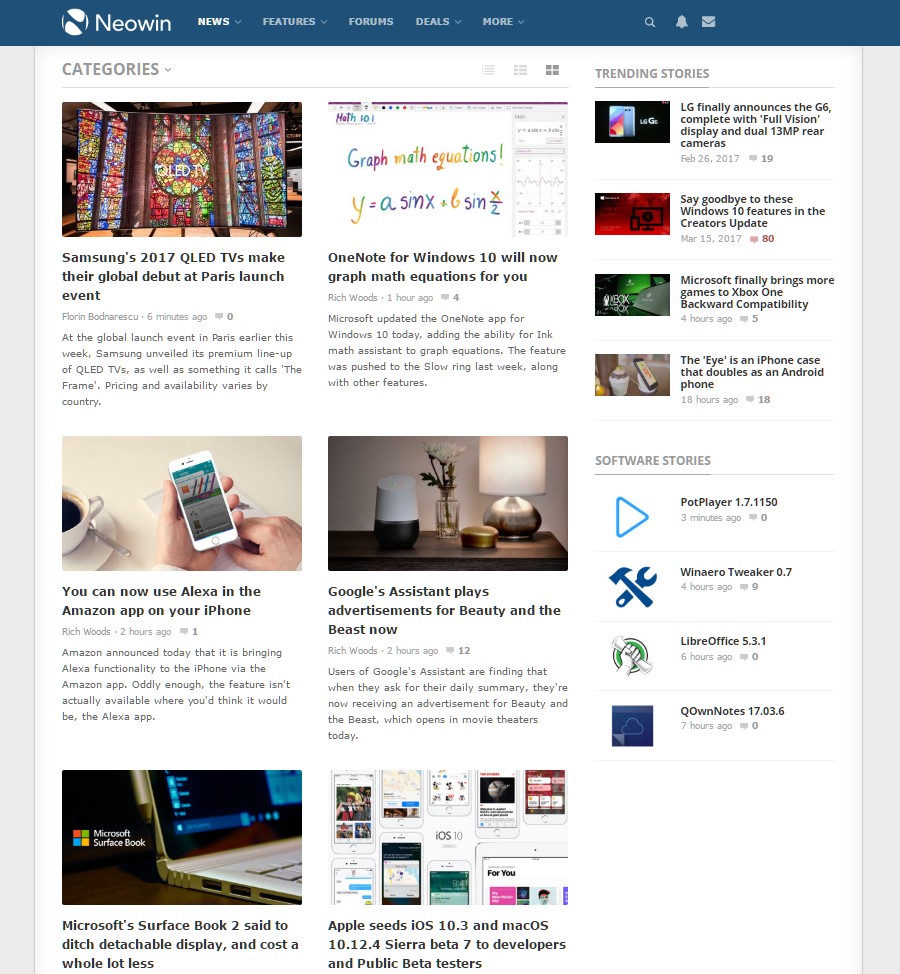 Neowin
NEWS
FEATURES
FORUMS
DEALS
MORE
CATEGORIES
QLED TV
Samsung's 2017 QLED TVs make
their global debut at Paris launch
event
Florin Bodnarescu · 6 minutes ago 0
At the global launch event in Paris earlier this
week, Samsung unveiled its premium line-up
of QLED TVs, as well as something it calls 'The
Frame'. Pricing and availability varies by
country.
Math 101
Graph math equations!
y = a sin x + b sin x/2
Math
OneNote for Windows 10 will now
graph math equations for you
Rich Woods · 1 hour ago 4
Microsoft updated the OneNote app for
Windows 10 today, adding the ability for Ink
math assistant to graph equations. The feature
was pushed to the Slow ring last week, along
with other features.
You can now use Alexa in the
Amazon app on your iPhone
Rich Woods · 2 hours ago 1
Amazon announced today that it is bringing
Alexa functionality to the iPhone via the
Amazon app. Oddly enough, the feature isn't
actually available where you'd think it would
be, the Alexa app.
Google's Assistant plays
advertisements for Beauty and the
Beast now
Rich Woods · 2 hours ago 12
Users of Google's Assistant are finding that
when they ask for their daily summary, they're
now receiving an advertisement for Beauty and
the Beast, which opens in movie theaters
today.
Microsoft
Surface Book
Microsoft's Surface Book 2 said to
ditch detachable display, and cost a
whole lot less
iOS 10
For You
Apple seeds iOS 10.3 and macOS
10.12.4 Sierra beta 7 to developers
and Public Beta testers
TRENDING STORIES
LG G6
LG finally announces the G6,
complete with 'Full Vision'
display and dual 13MP rear
cameras
Feb 26, 2017 19
Say goodbye to these
Windows 10 features in the
Creators Update
Mar 15, 2017 80
XBOX
Microsoft finally brings more
games to Xbox One
Backward Compatibility
4 hours ago 5
The 'Eye' is an iPhone case
that doubles as an Android
phone
18 hours ago 18
SOFTWARE STORIES
PotPlayer 1.7.1150
3 minutes ago 0
Winaero Tweaker 0.7
4 hours ago 9
LibreOffice 5.3.1
6 hours ago 0
QOwnNotes 17.03.6
7 hours ago 0